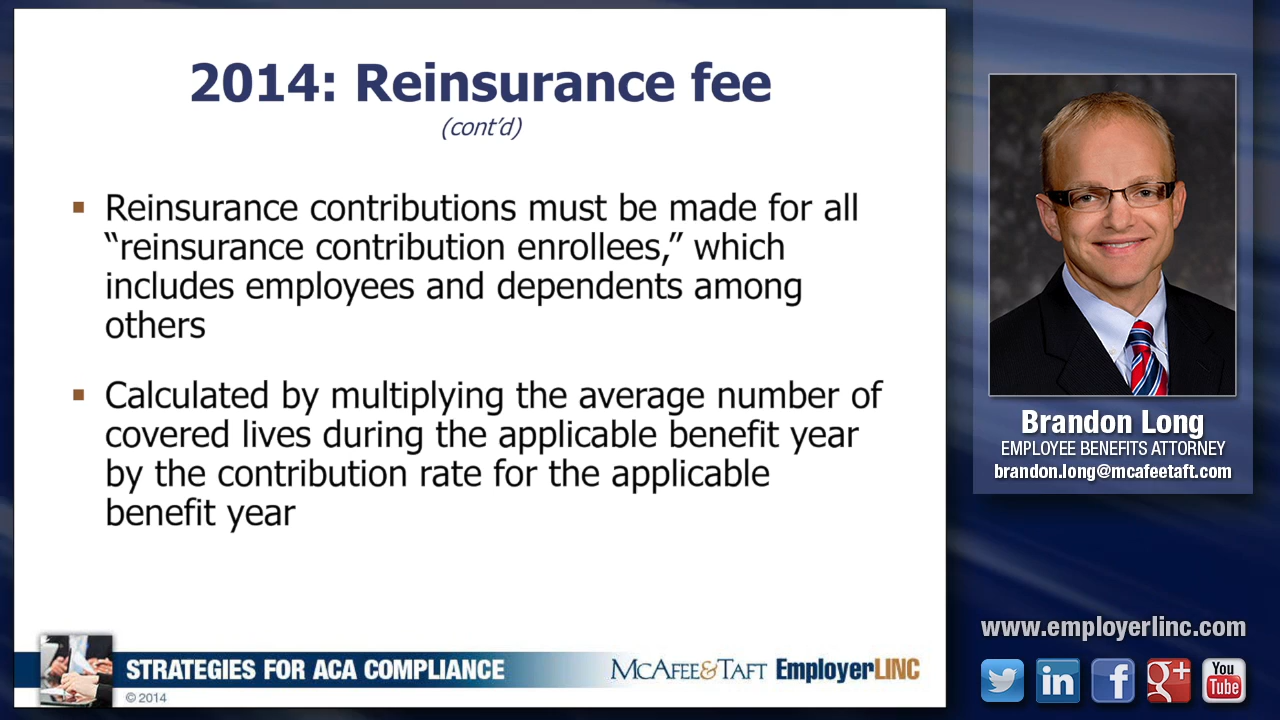 2014: Reinsurance fee
(cont’d)
▪ Reinsurance contributions must be made for all
“reinsurance contribution enrollees,” which
includes employees and dependents among
others
▪ Calculated by multiplying the average number of
covered lives during the applicable benefit year
by the contribution rate for the applicable
benefit year
STRATEGIES FOR ACA COMPLIANCE
MCAFEE&TAFT EmployerLINC
© 2014
Brandon Long
EMPLOYEE BENEFITS ATTORNEY
brandon.long@mcafeetaft.com
www.employerlinc.com
in f g+ You Tube